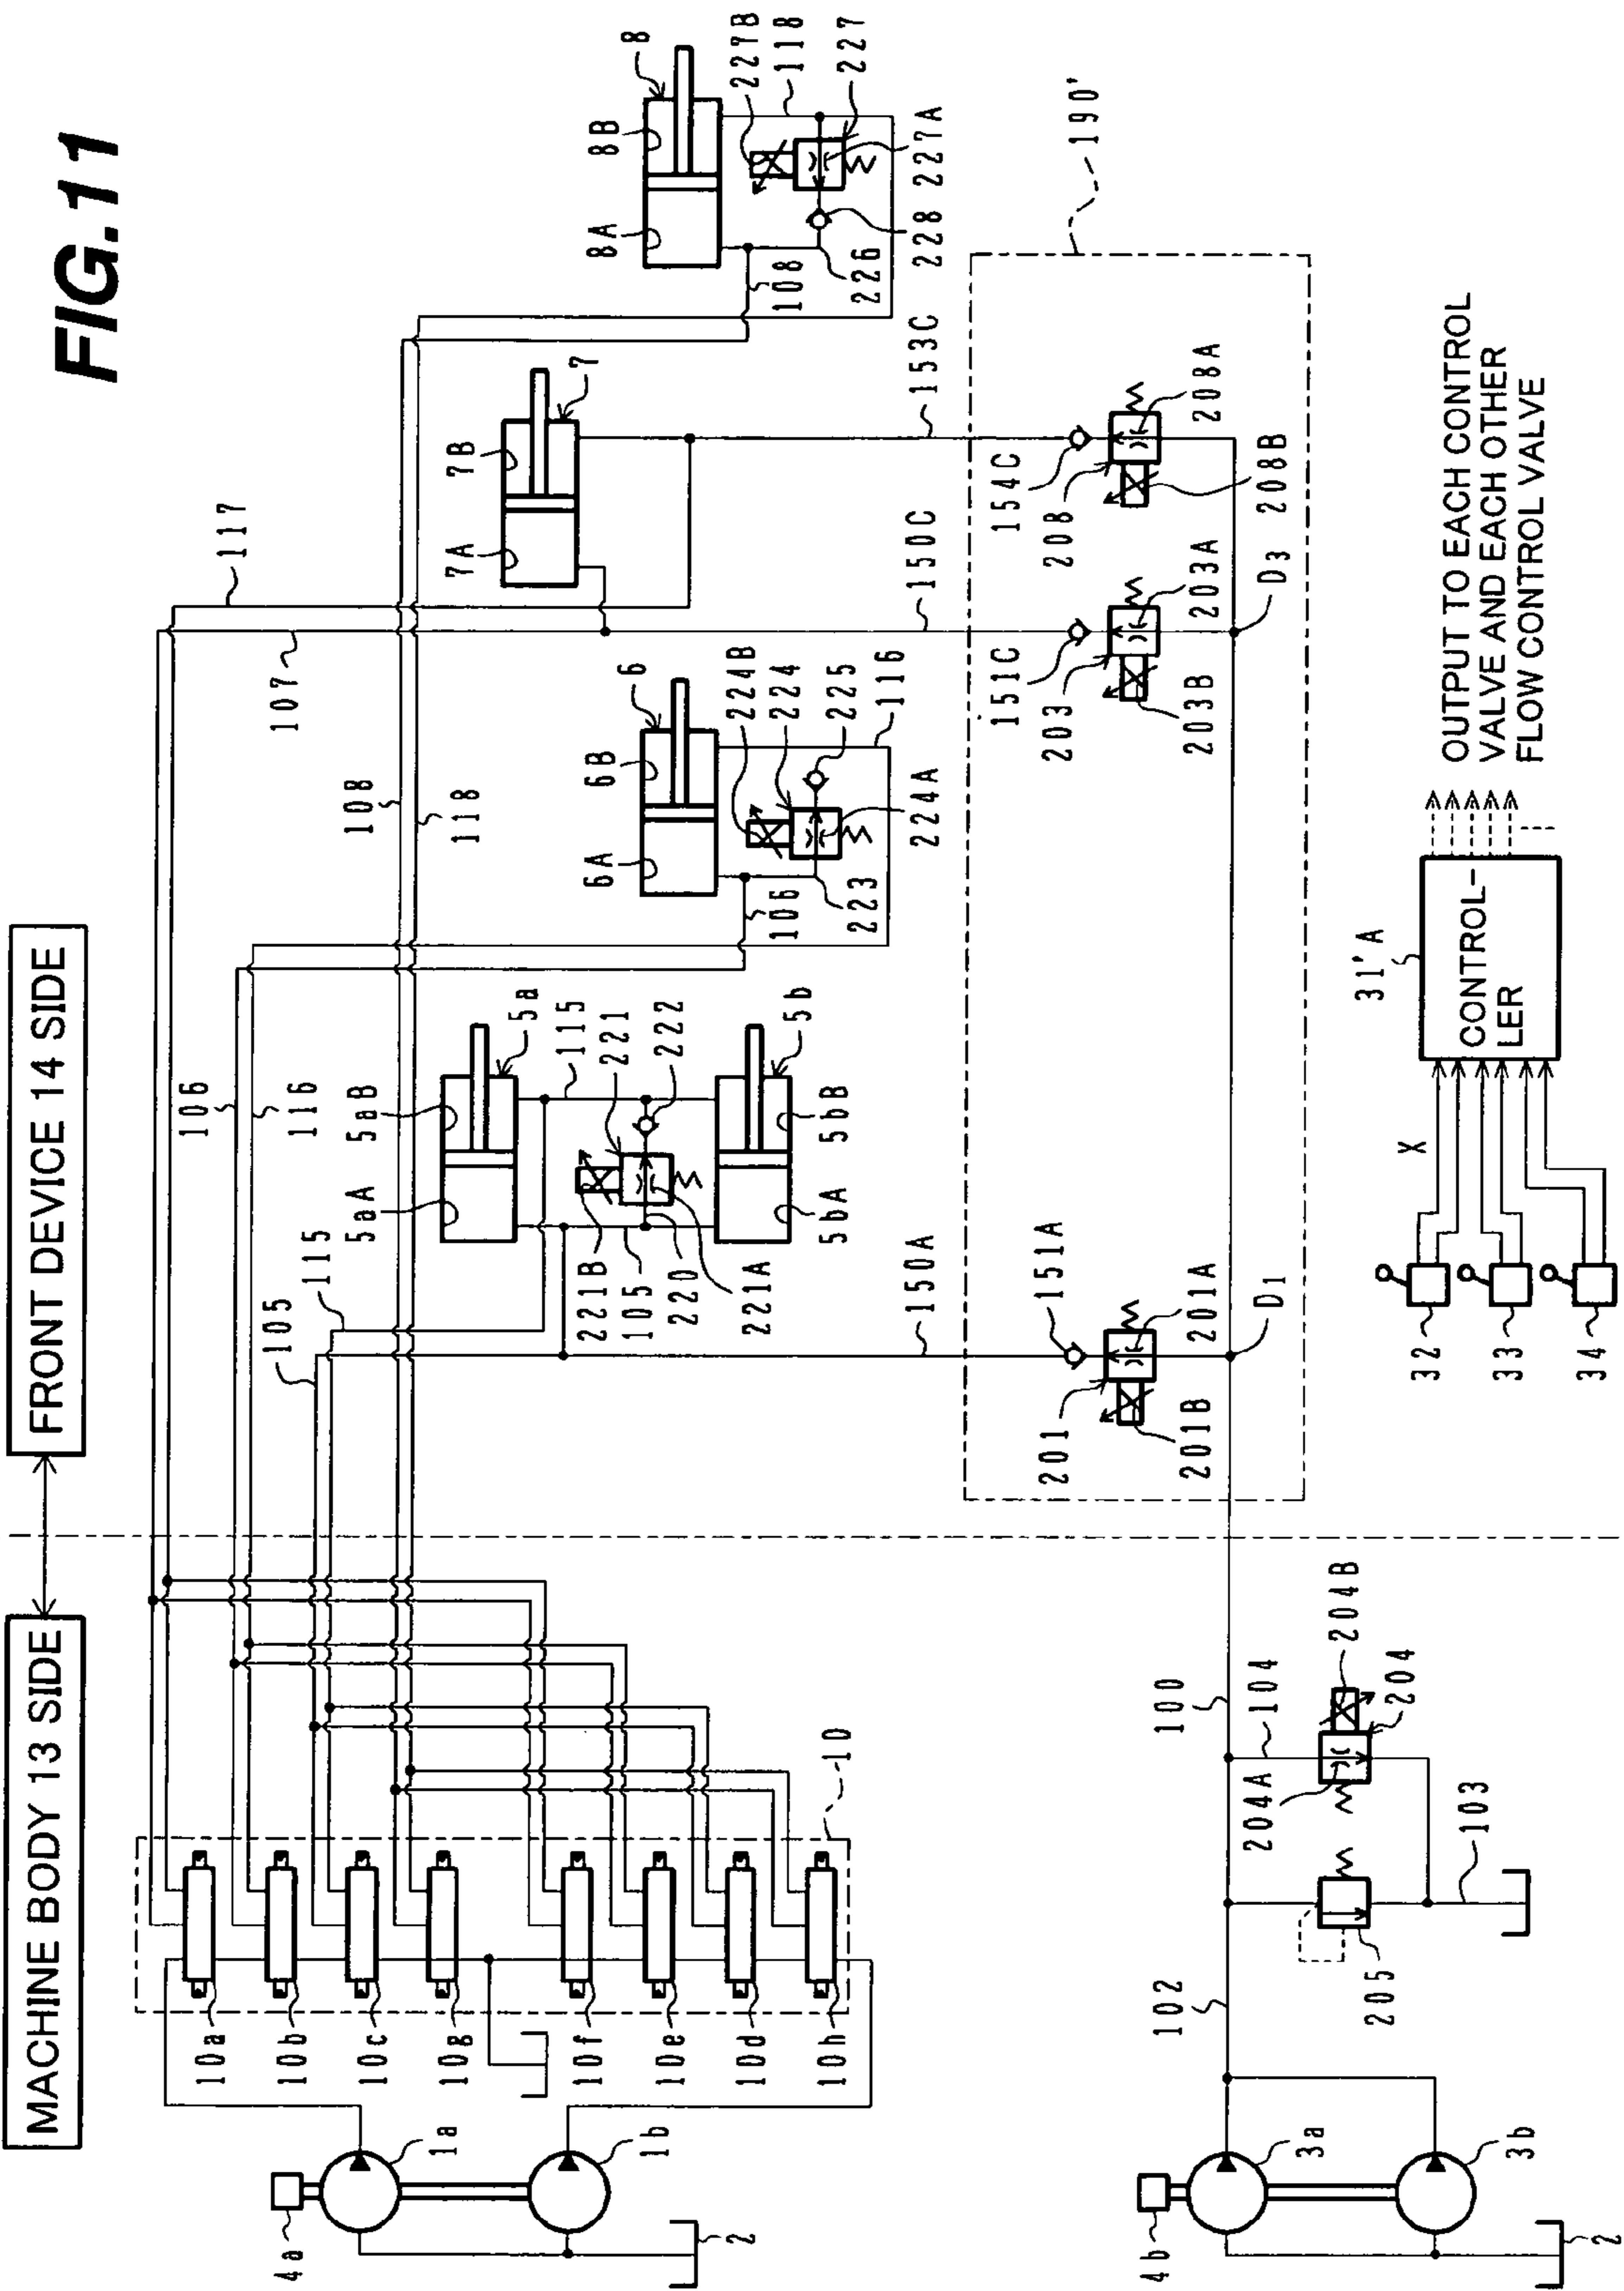 FIG.11
MACHINE BODY 13 SIDE
FRONT DEVICE 14 SIDE
117
107
106
116
108
118
105
115
7A
7B
7
8A
8B
8
227B
118
227
227A
228
226
108
6A
6B
6
224B
224
225
116
224A
223
106
5aA
5aB
5a
115
221
222
5b
5bB
5bA
221B
105
220
221A
10
10a
10b
10c
10g
10f
10e
10d
10h
4a
1a
1b
2
150A
150C
153C
190'
151A
201A
201
201B
D1
151C
203
203A
203B
154C
208
208A
208B
D3
4b
3a
3b
2
102
100
104
204B
204
204A
103
205
32
33
34
X
31'A
CONTROL-
LER
OUTPUT TO EACH CONTROL
VALVE AND EACH OTHER
FLOW CONTROL VALVE